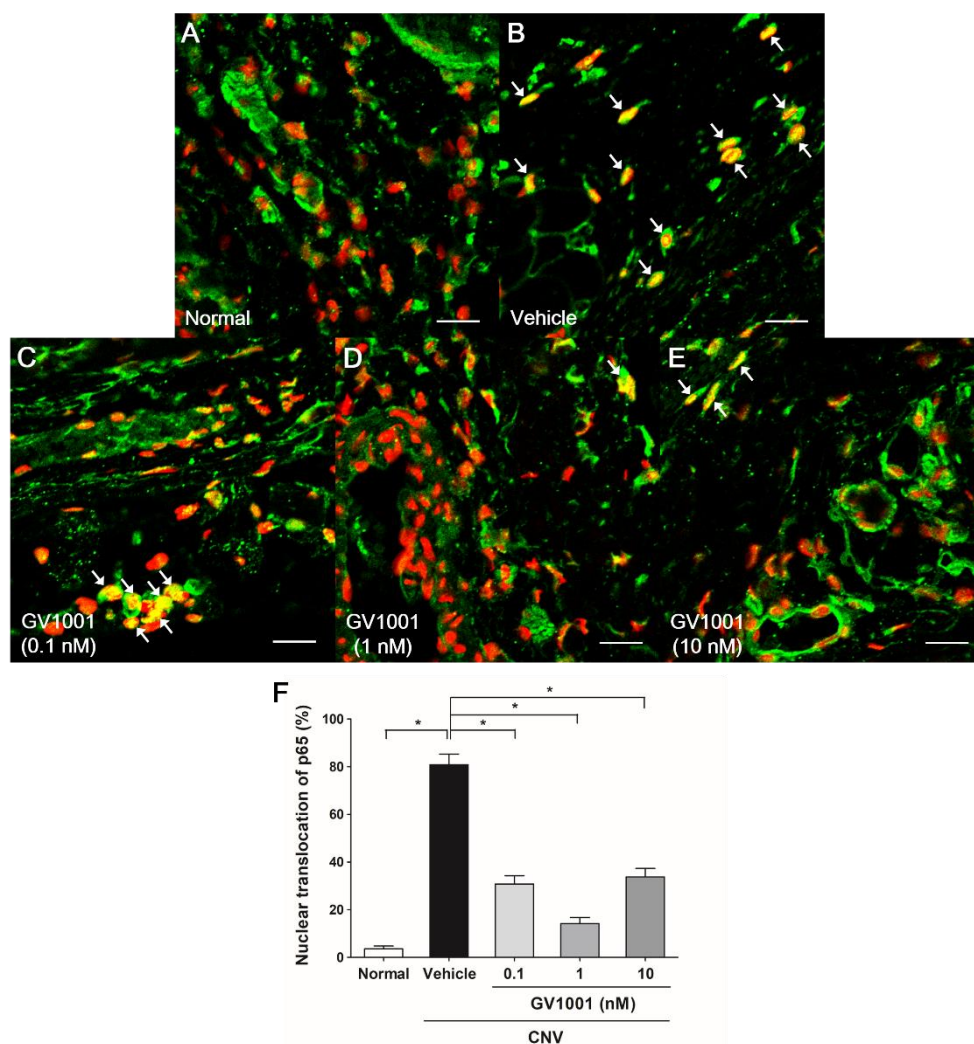 A
Normal
B
Vehicle
C
GV1001
(0.1 nM)
D
GV1001
(1 nM)
E
GV1001
(10 nM)
F
Nuclear translocation of p65 (%)
100
80
60
40
20
0
*
*
*
*
Normal Vehicle 0.1 1 10
GV1001 (nM)
CNV